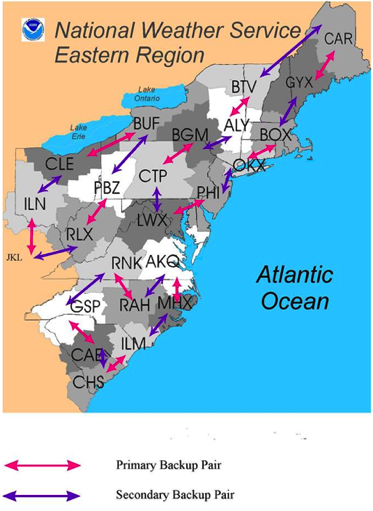 National Weather Service
Eastern Region
CAR
Lake
Ontario
BTV
GYX
Lake
Erie
BUF
BGM
ALY
BOX
CLE
CTP
OKX
PBZ
PHI
ILN
LWX
RLX
JKL
RNK
AKQ
Atlantic
Ocean
GSP
RAH
MHX
ILM
CAE
CHS
Primary Backup Pair
Secondary Backup Pair